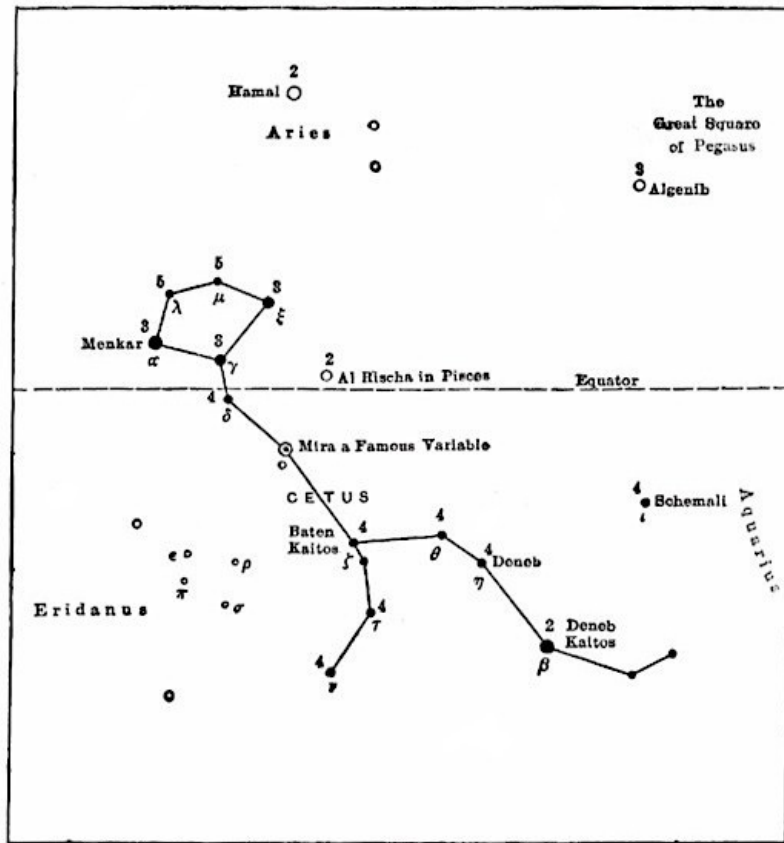 2
Hamal
Aries
The
Great Square
of Pegasus
3
Algenib
5
λ
5
μ
3
ξ
3
Menkar
α
3
γ
2
Al Rischa in Pisces
Equator
4
δ
Mira a Famous Variable
ο
CETUS
4
Schemali
ι
Aquarius
Baten
Kaitos
4
ζ
4
θ
4
Deneb
η
e
ρ
π
σ
Eridanus
4
τ
2
Deneb
Kaitos
β
4
ν